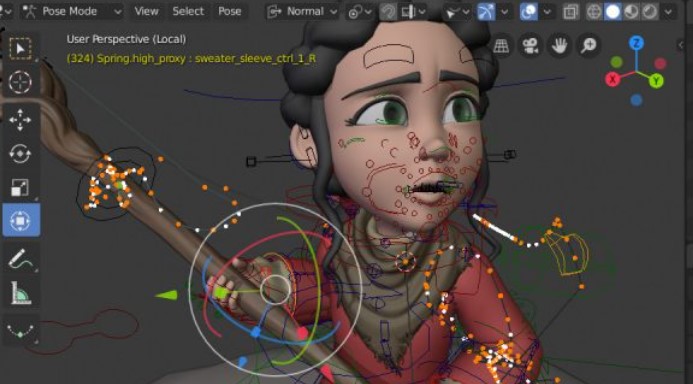 Pose Mode View Select Pose Normal
User Perspective (Local)
(324) Spring.high_proxy : sweater_sleeve_ctrl_1_R
Z
X
Y